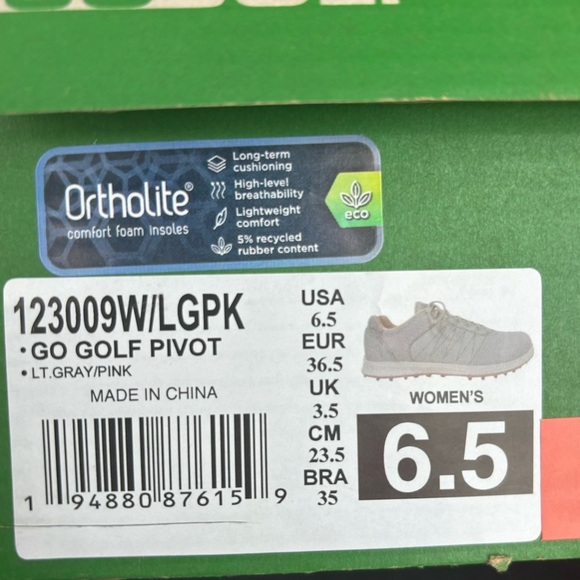 Ortholite®
comfort foam insoles
Long-term
cushioning
High-level
breathability
Lightweight
comfort
5% recycled
rubber content
eco
123009W/LGPK
• GO GOLF PIVOT
• LT.GRAY/PINK
MADE IN CHINA
1 94880 87615 9
USA
6.5
EUR
36.5
UK
3.5
CM
23.5
BRA
35
WOMEN'S
6.5